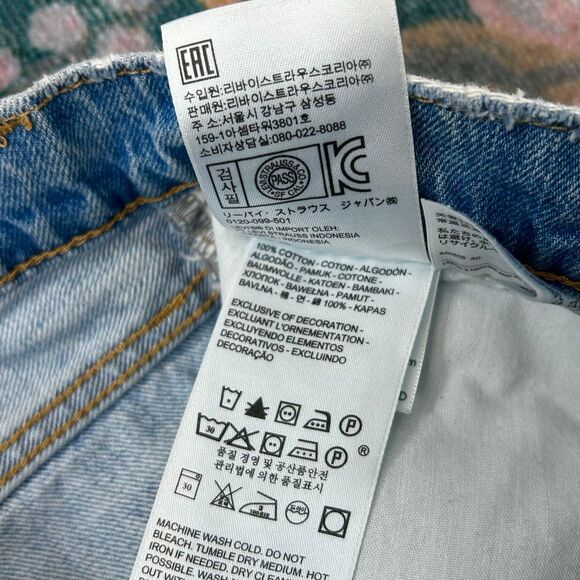 EAC
수입원:리바이스트라우스코리아㈜
판매원:리바이스트라우스코리아㈜
주소:서울시 강남구 삼성동
159-1아셈타워3801호
소비자상담실:080-022-8088
검사필
STRAUSS &
PASS
SF CAL
KC
リーバイ・ストラウス ジャパン㈱
0120-099-501
DI IMPORT OLEH:
STRAUSS INDONESIA
100% COTTON - COTON - ALGODÓN -
ALGODÃO - PAMUK - COTONE -
BAUMWOLLE - KATOEN - BAMBAKI -
ХЛОПОК - BAWEŁNA - PAMUT -
BAVLNA - 棉 - 면 - 綿 100% - KAPAS
EXCLUSIVE OF DECORATION -
EXCLUANT L'ORNEMENTATION -
EXCLUYENDO ELEMENTOS
DECORATIVOS - EXCLUINDO
DECORAÇÃO
P
30
P
®
품질 경영 및 공산품안전
관리법에 의한 품질표시
30
MACHINE WASH COLD. DO NOT
BLEACH. TUMBLE DRY MEDIUM. HOT
IRON IF NEEDED. DRY CLEAN
POSSIBLE. WASH